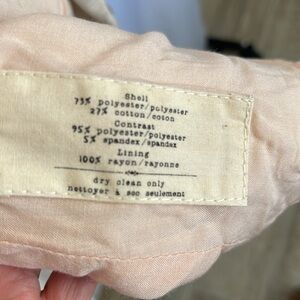 Shell
73% polyester/polyester
27% cotton/coton
Contrast
95% polyester/polyester
5% spandex/spandex
Lining
100% rayon/rayonne
dry clean only
nettoyer à sec seulement